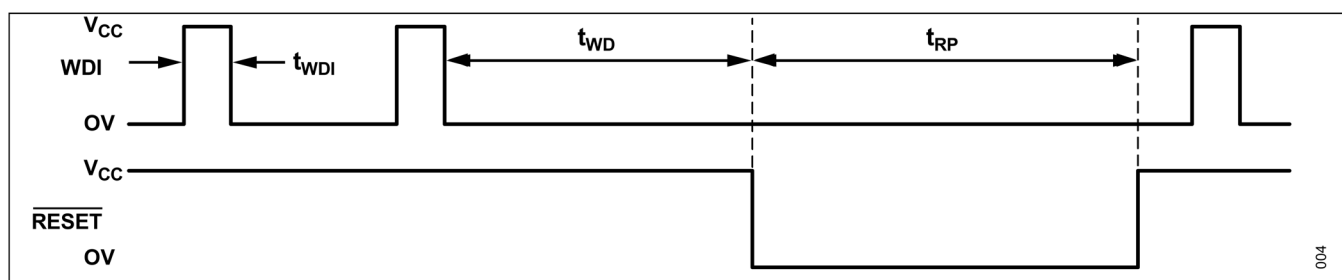 VCC
WDI
tWDI
tWD
tRP
OV
VCC
RESET
OV
004